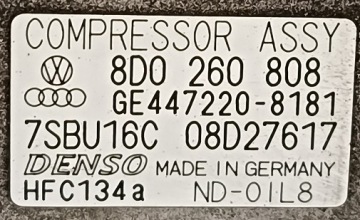 COMPRESSOR ASSY
8D0 260 808
GE447220-8181
7SBU16C 08D27617
DENSO MADE IN GERMANY
HFC134a ND-OIL8